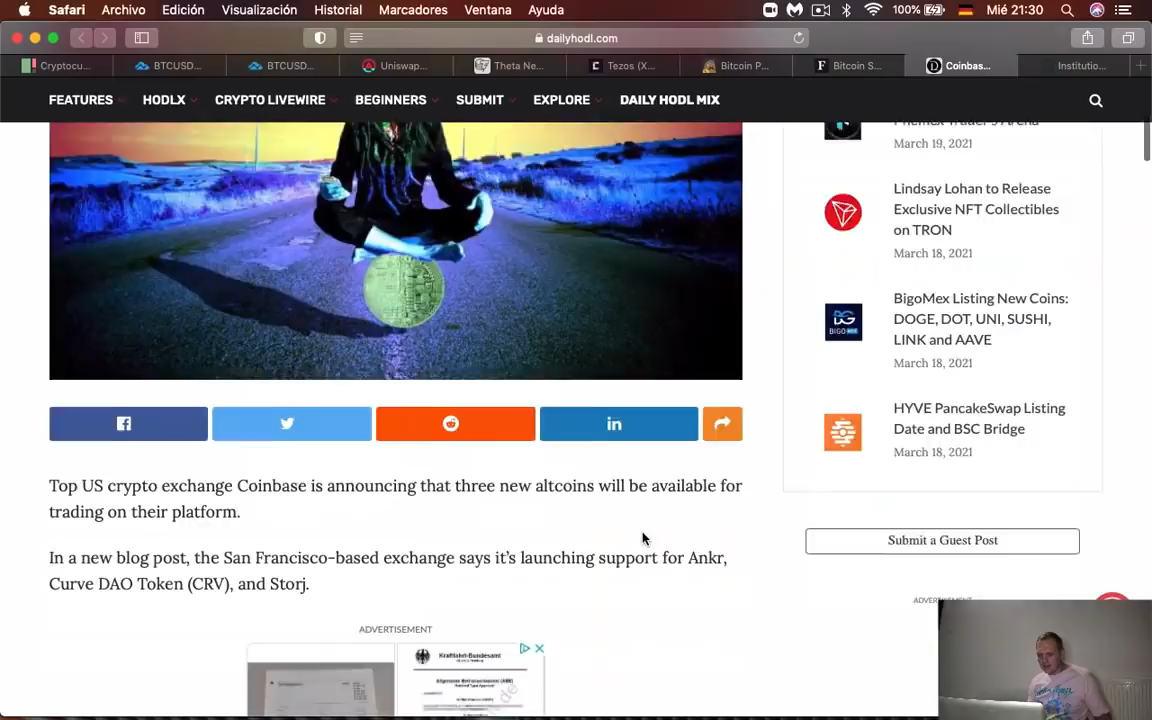 Safari Archivo Edición Visualización Historial Marcadores Ventana Ayuda 100% Mié 21:30
dailyhodl.com
Cryptocu... BTCUSD... BTCUSD... Uniswap... Theta Ne... Tezos (X... Bitcoin P... Bitcoin S... Coinbas... Institutio...
FEATURES HODLX CRYPTO LIVEWIRE BEGINNERS SUBMIT EXPLORE DAILY HODL MIX
March 19, 2021
Lindsay Lohan to Release
Exclusive NFT Collectibles
on TRON
March 18, 2021
BigoMex Listing New Coins:
DOGE, DOT, UNI, SUSHI,
LINK and AAVE
March 18, 2021
HYVE PancakeSwap Listing
Date and BSC Bridge
March 18, 2021
Submit a Guest Post
Top US crypto exchange Coinbase is announcing that three new altcoins will be available for
trading on their platform.
In a new blog post, the San Francisco-based exchange says it's launching support for Ankr,
Curve DAO Token (CRV), and Storj.
ADVERTISEMENT
Kraftfahrt-Bundesamt